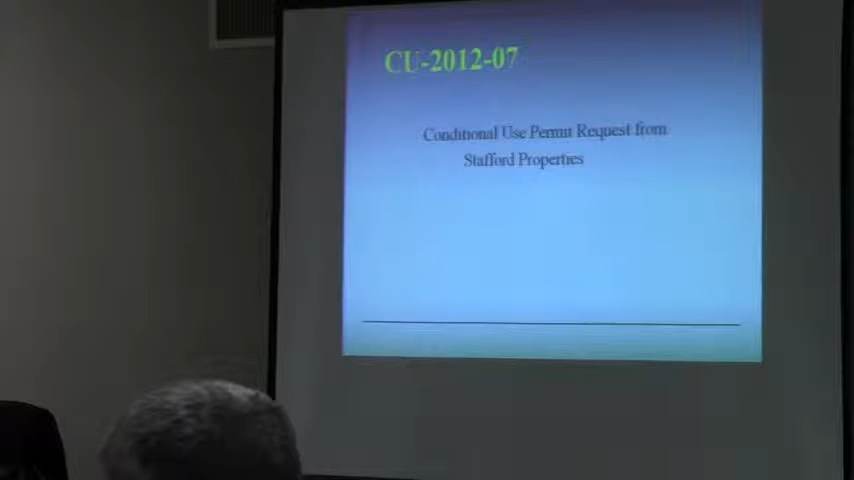 CU-2012-07
Conditional Use Permit Request from
Stafford Properties